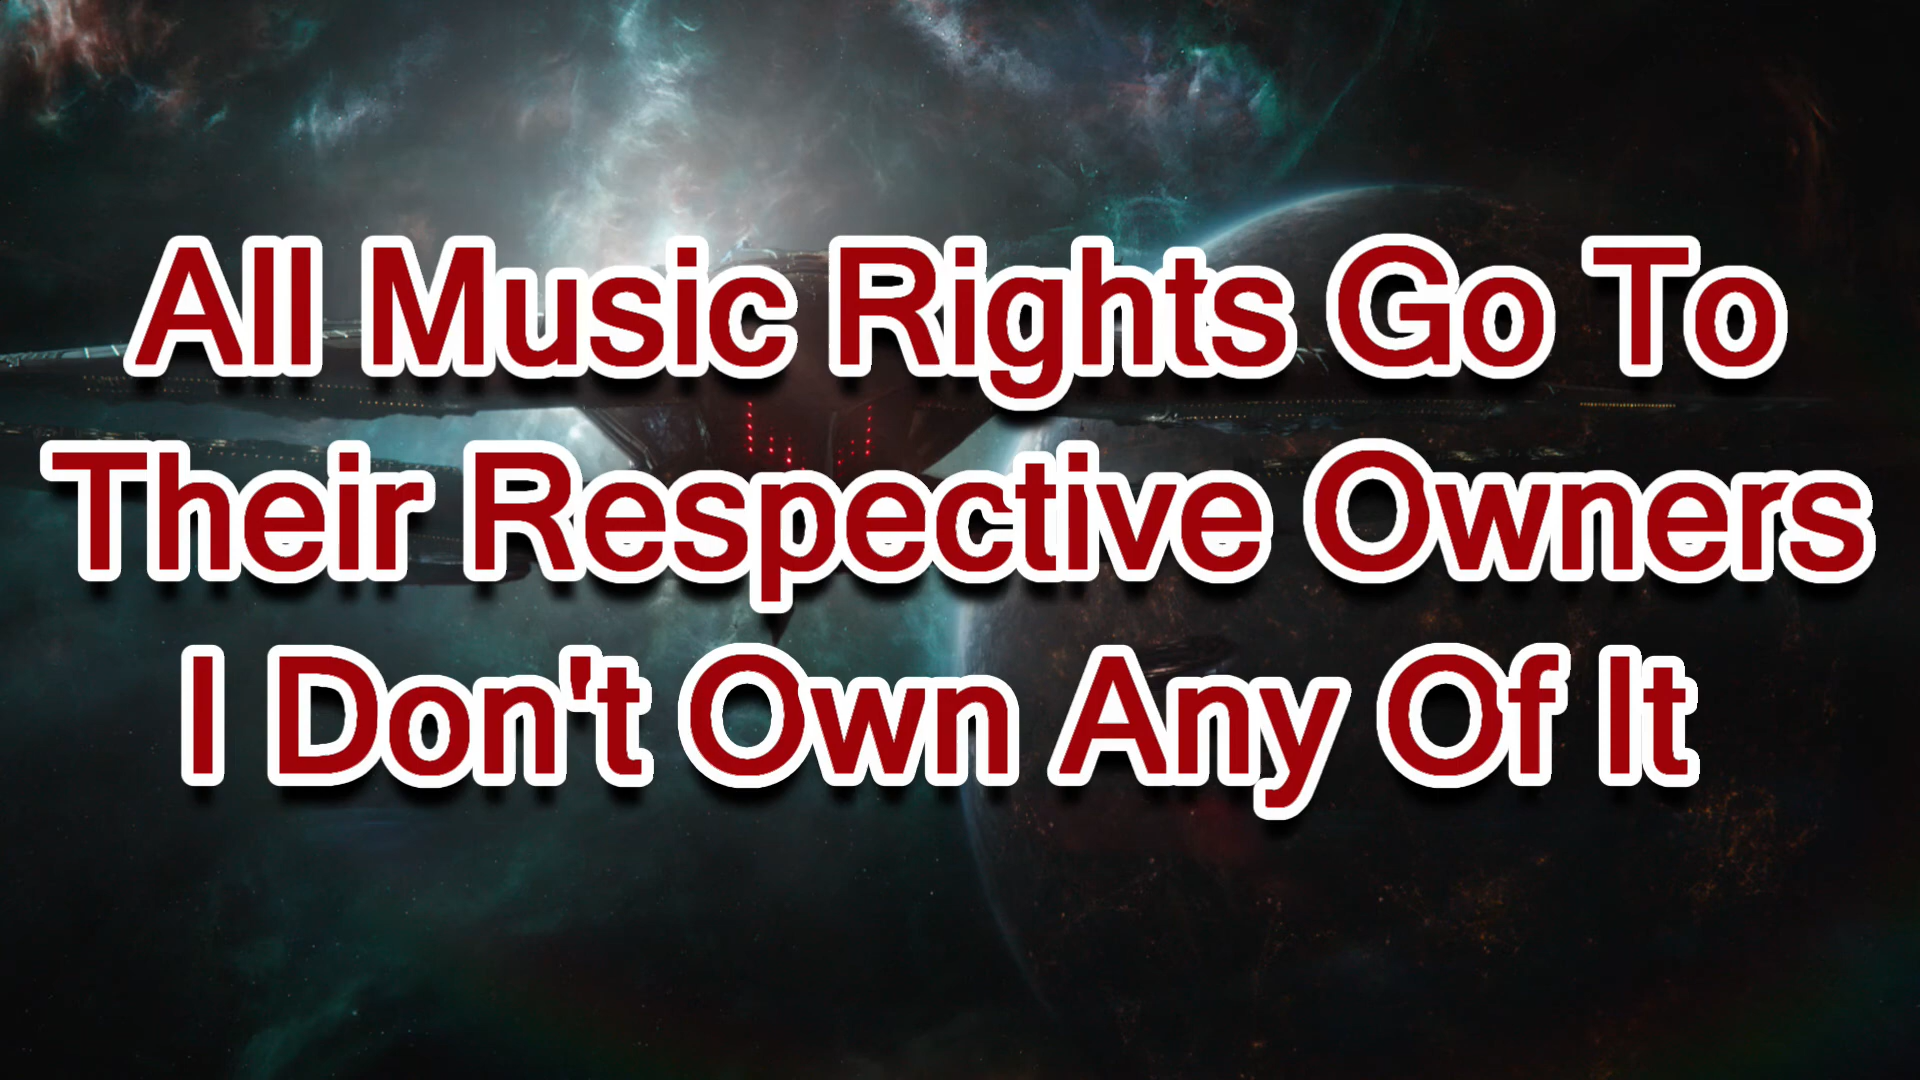 All Music Rights Go To
Their Respective Owners
I Don't Own Any Of It